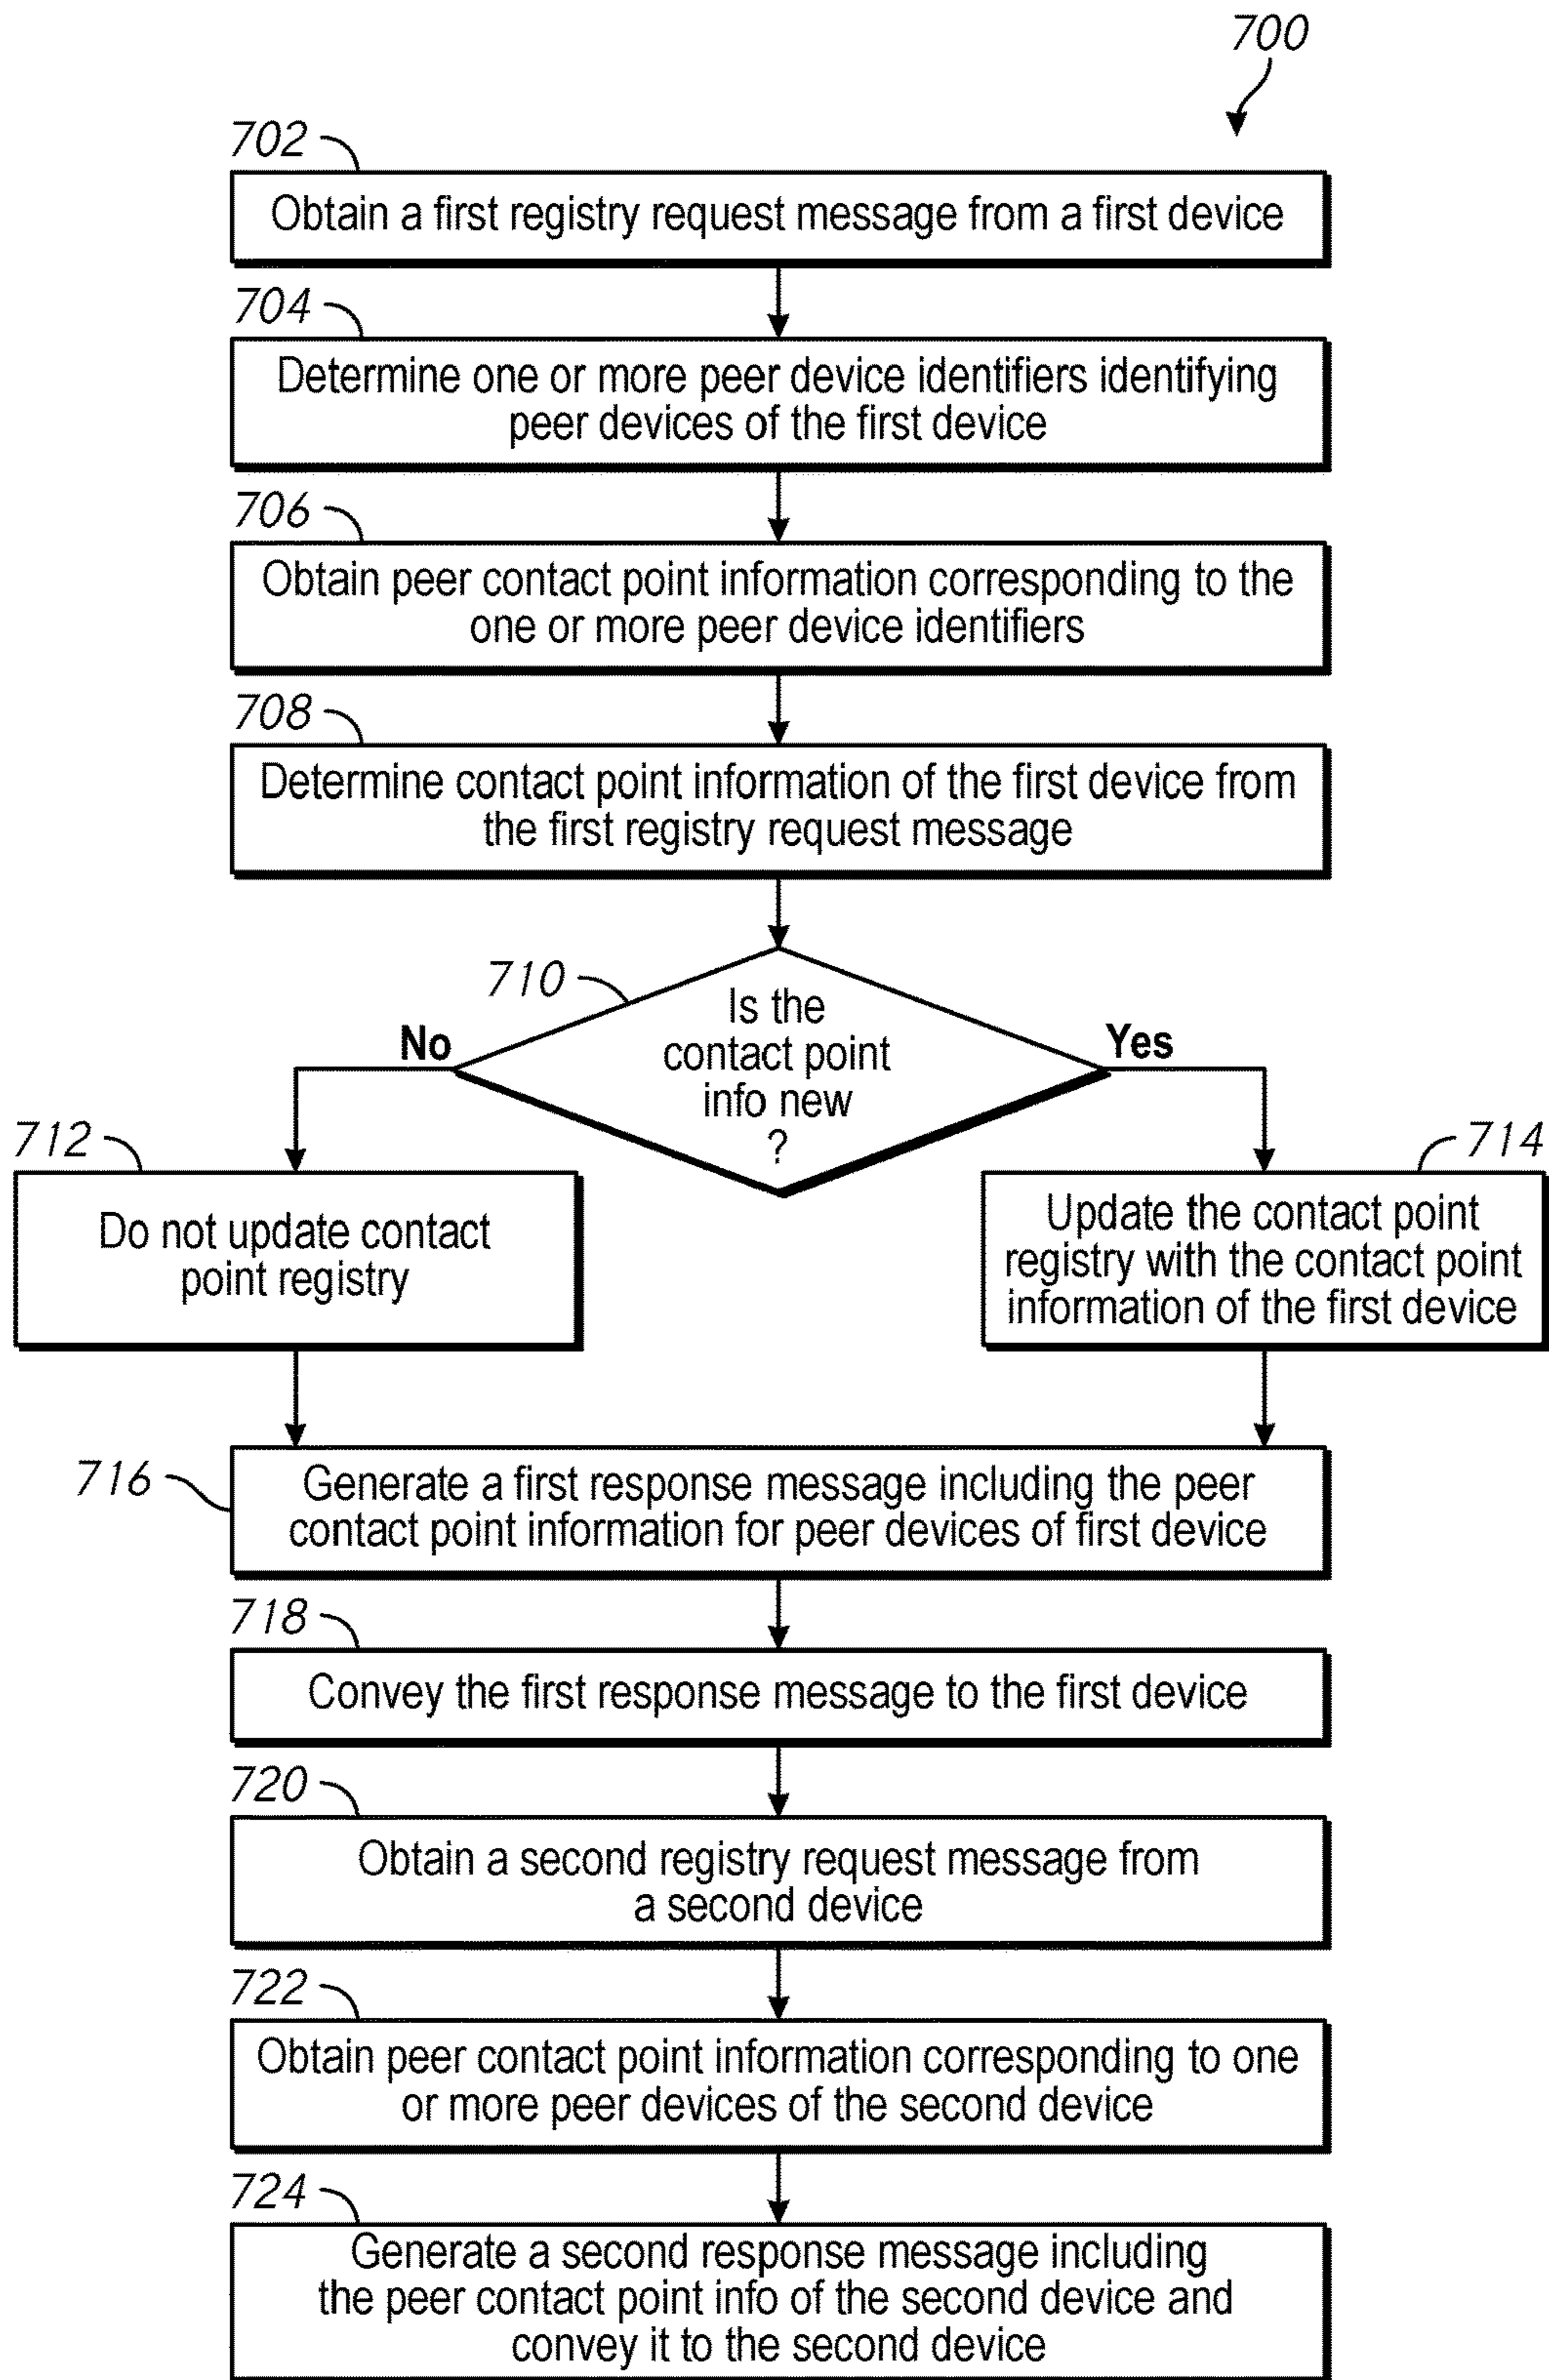 700
702
Obtain a first registry request message from a first device
704
Determine one or more peer device identifiers identifying
peer devices of the first device
706
Obtain peer contact point information corresponding to the
one or more peer device identifiers
708
Determine contact point information of the first device from
the first registry request message
710
Is the
contact point
info new
?
No
Yes
712
Do not update contact
point registry
714
Update the contact point
registry with the contact point
information of the first device
716
Generate a first response message including the peer
contact point information for peer devices of first device
718
Convey the first response message to the first device
720
Obtain a second registry request message from
a second device
722
Obtain peer contact point information corresponding to one
or more peer devices of the second device
724
Generate a second response message including
the peer contact point info of the second device and
convey it to the second device